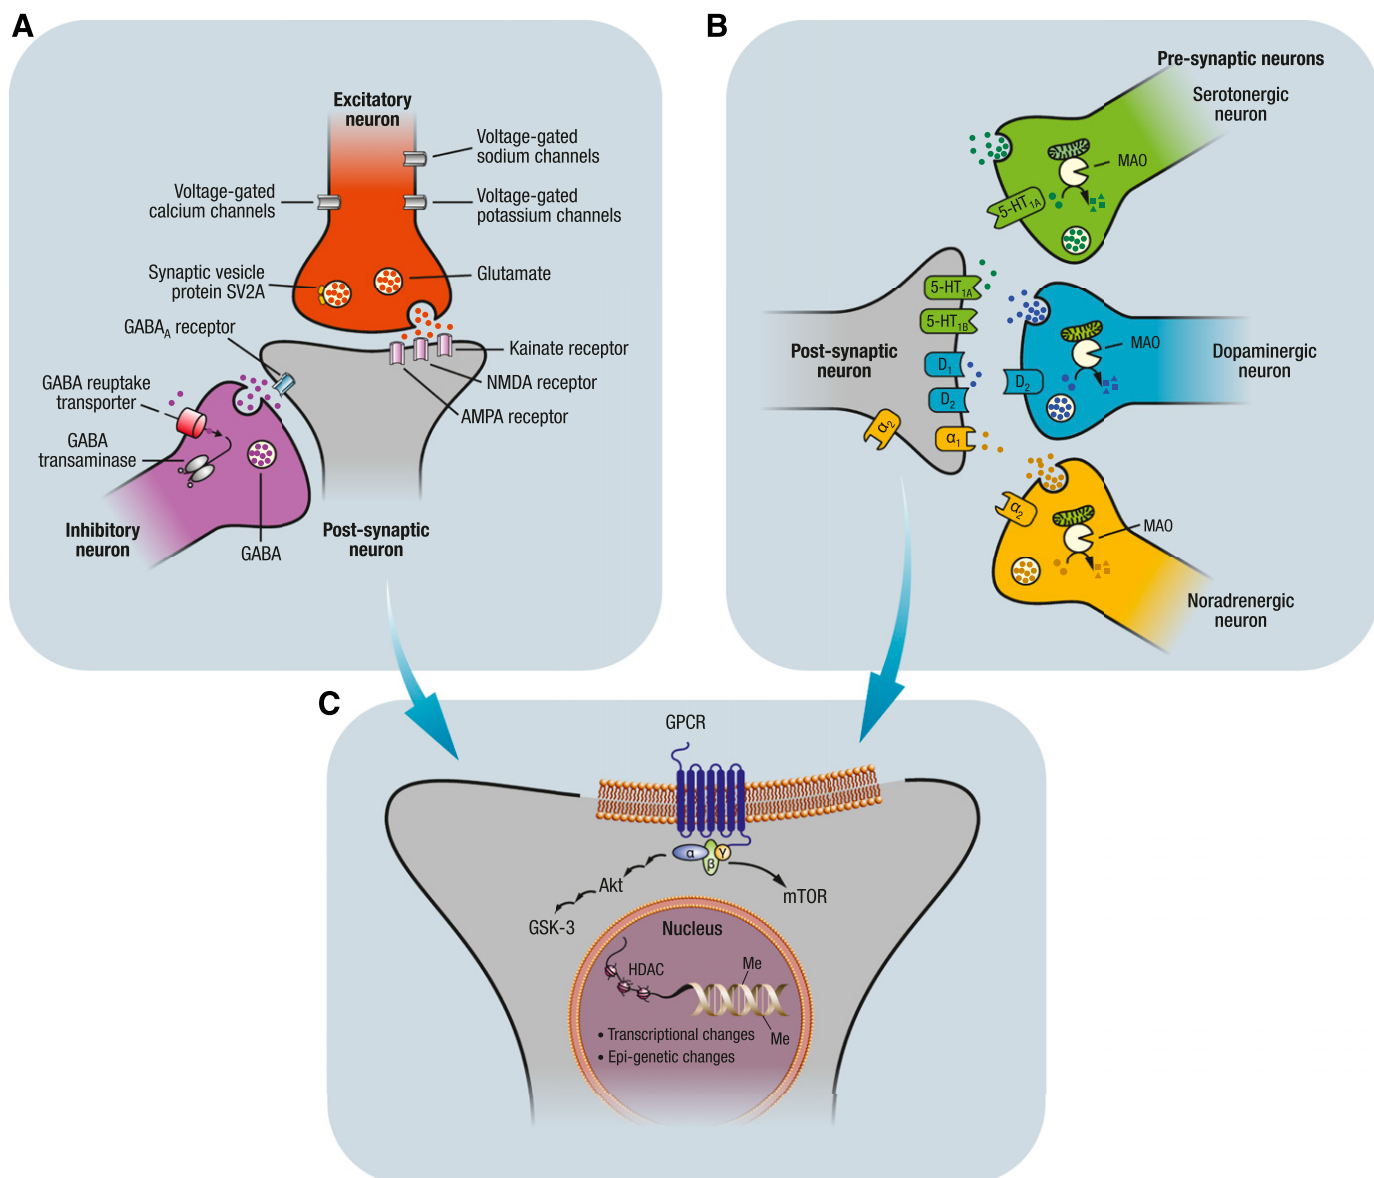 A
Excitatory
neuron
Voltage-gated
sodium channels
Voltage-gated
calcium channels
Voltage-gated
potassium channels
Synaptic vesicle
protein SV2A
Glutamate
GABAA receptor
Kainate receptor
NMDA receptor
AMPA receptor
GABA reuptake
transporter
GABA
transaminase
Inhibitory
neuron
GABA
Post-synaptic
neuron
B
Pre-synaptic neurons
Serotonergic
neuron
MAO
5-HT1A
5-HT1A
5-HT1B
Post-synaptic
neuron
D1
D2
α2
α1
D2
MAO
Dopaminergic
neuron
α2
MAO
Noradrenergic
neuron
C
GPCR
α
β
γ
Akt
mTOR
GSK-3
Nucleus
HDAC
Me
Me
• Transcriptional changes
• Epi-genetic changes